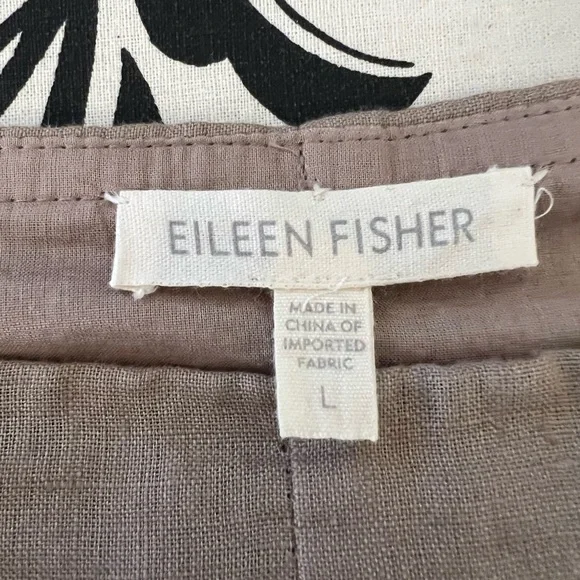 EILEEN FISHER
MADE IN
CHINA OF
IMPORTED
FABRIC
L